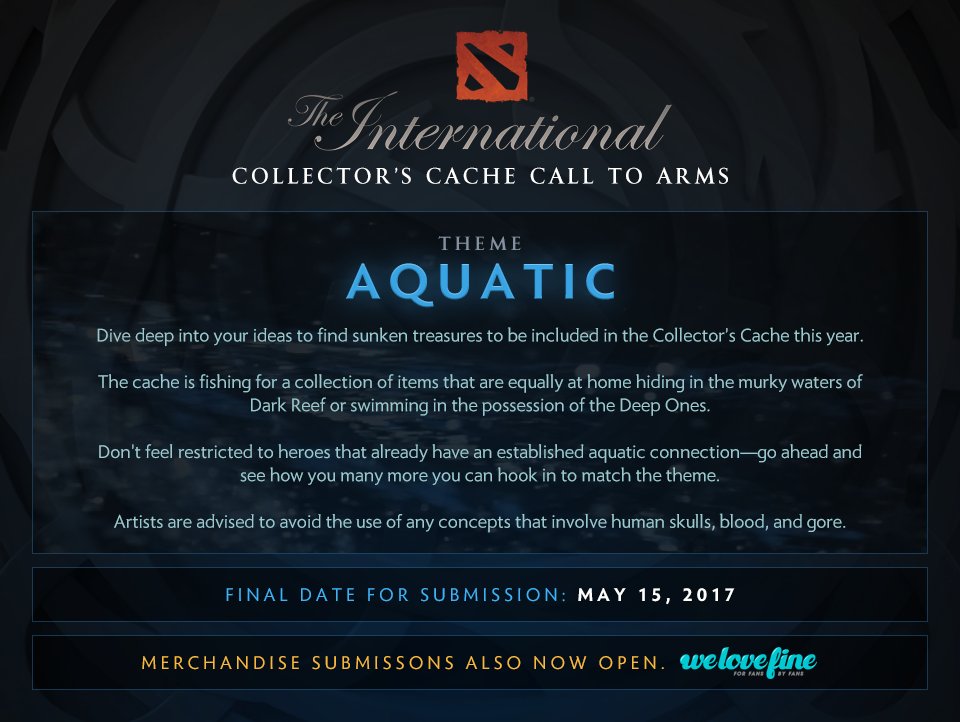 The International
COLLECTOR'S CACHE CALL TO ARMS
THEME
AQUATIC
Dive deep into your ideas to find sunken treasures to be included in the Collector's Cache this year.
The cache is fishing for a collection of items that are equally at home hiding in the murky waters of
Dark Reef or swimming in the possession of the Deep Ones.
Don't feel restricted to heroes that already have an established aquatic connection—go ahead and
see how you many more you can hook in to match the theme.
Artists are advised to avoid the use of any concepts that involve human skulls, blood, and gore.
FINAL DATE FOR SUBMISSION: MAY 15, 2017
MERCHANDISE SUBMISSONS ALSO NOW OPEN. welovefine
FOR FANS BY FANS